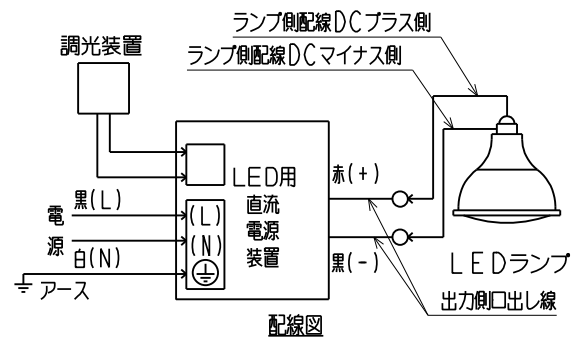 ランプ側配線DCプラス側
調光装置
ランプ側配線DCマイナス側
LED用
直流
電源
装置
赤(+)
黒(L)
(L)
電
源
(N)
白(N)
黒(-)
LEDランプ
アース
出力側口出し線
配線図